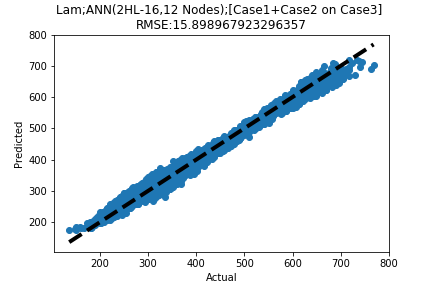 Lam;ANN(2HL-16,12 Nodes);[Case1+Case2 on Case3]
RMSE:15.898967923296357
800
700
600
500
400
300
200
Predicted
200 300 400 500 600 700 800
Actual